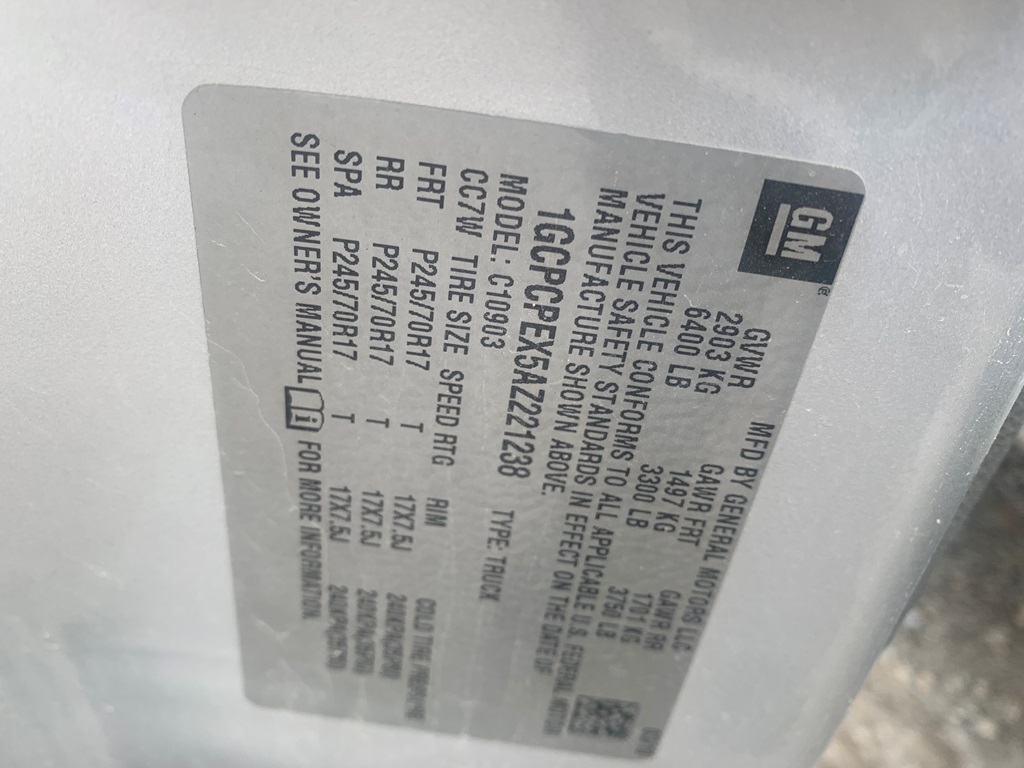 GM
MFD BY GENERAL MOTORS LLC
GVWR GAWR FRT GAWR RR
2903 KG 1497 KG 1701 KG
6400 LB 3300 LB 3750 LB
THIS VEHICLE CONFORMS TO ALL APPLICABLE U.S. FEDERAL MOTOR
VEHICLE SAFETY STANDARDS IN EFFECT ON THE DATE OF
MANUFACTURE SHOWN ABOVE.
1GCPCPEX5AZ221238 TYPE: TRUCK
MODEL: C10903
CC7W TIRE SIZE SPEED RTG RIM COLD TIRE PRESSURE
FRT P245/70R17 T 17X7.5J
RR P245/70R17 T 17X7.5J
SPA P245/70R17 T 17X7.5J
SEE OWNER'S MANUAL i FOR MORE INFORMATION.